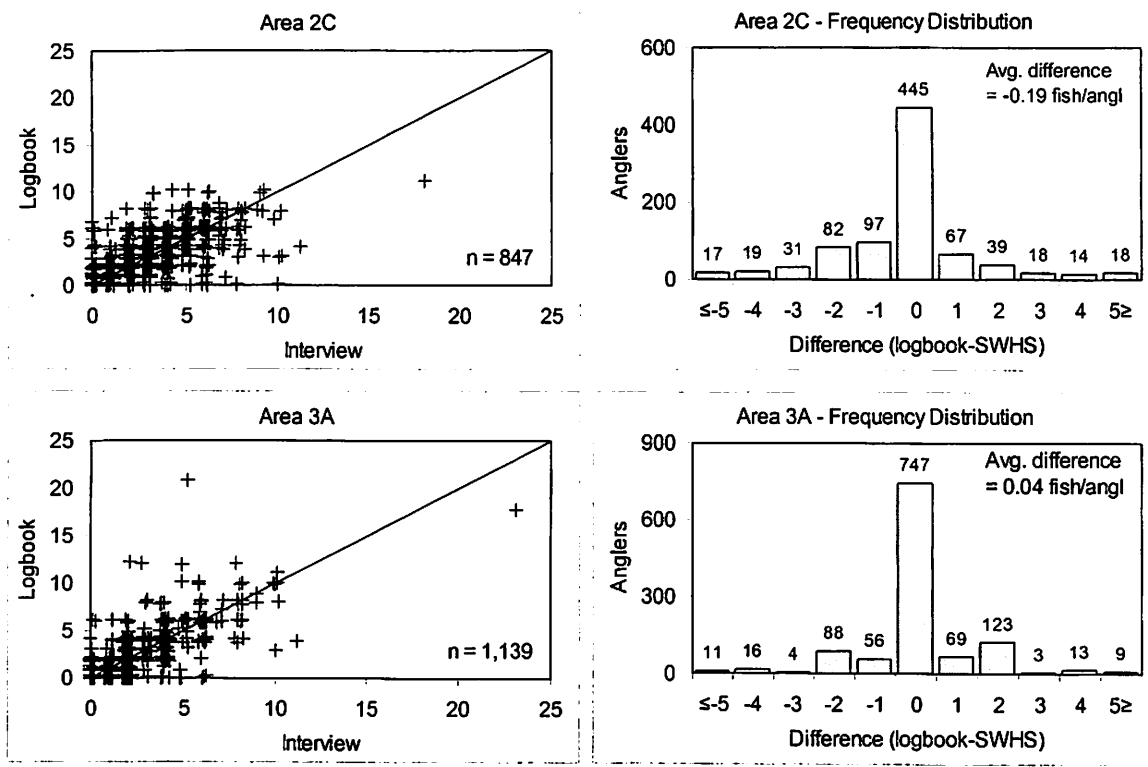 Area 2C
25
20
15
10
5
0
Logbook
n = 847
0 5 10 15 20 25
Interview
Area 2C - Frequency Distribution
Avg. difference
= -0.19 fish/angl
600
400
200
0
Anglers
17 19 31 82 97 445 67 39 18 14 18
≤-5 -4 -3 -2 -1 0 1 2 3 4 5≥
Difference (logbook-SWHS)
Area 3A
25
20
15
10
5
0
Logbook
n = 1,139
0 5 10 15 20 25
Interview
Area 3A - Frequency Distribution
Avg. difference
= 0.04 fish/angl
900
600
300
0
Anglers
11 16 4 88 56 747 69 123 3 13 9
≤-5 -4 -3 -2 -1 0 1 2 3 4 5≥
Difference (logbook-SWHS)